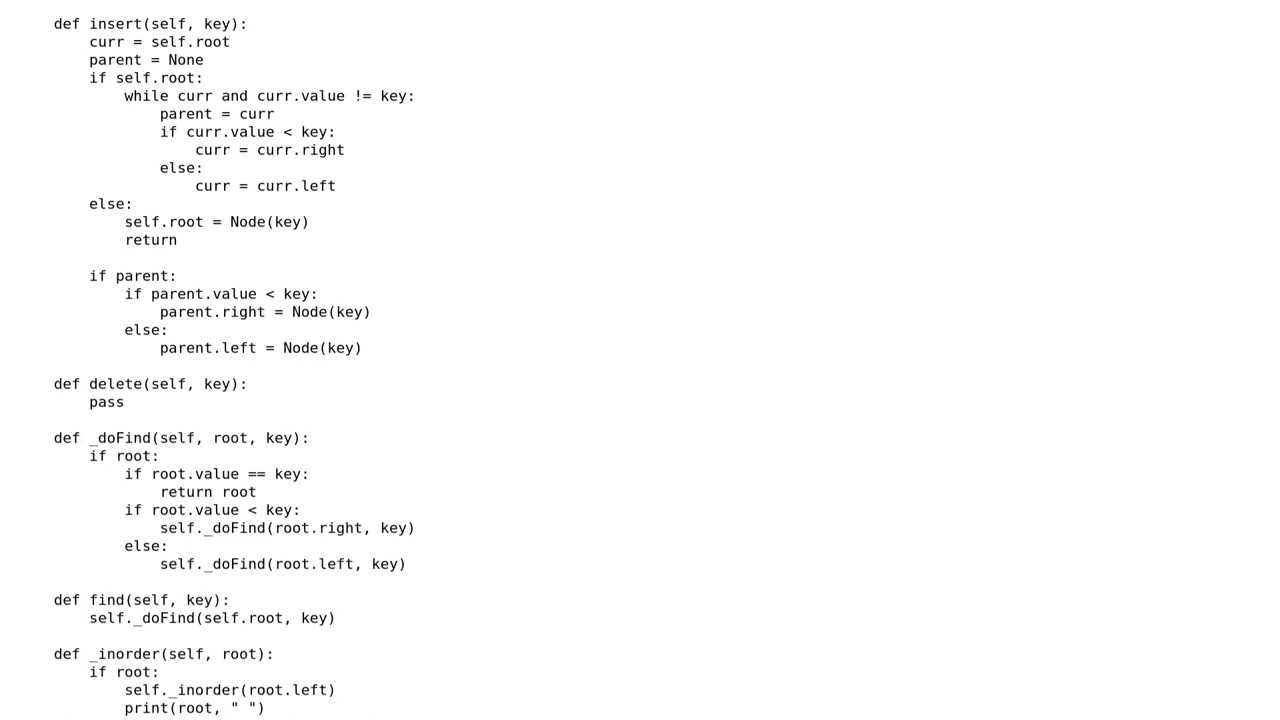 def insert(self, key):
    curr = self.root
    parent = None
    if self.root:
        while curr and curr.value != key:
            parent = curr
            if curr.value < key:
                curr = curr.right
            else:
                curr = curr.left
    else:
        self.root = Node(key)
        return

    if parent:
        if parent.value < key:
            parent.right = Node(key)
        else:
            parent.left = Node(key)

def delete(self, key):
    pass

def _doFind(self, root, key):
    if root:
        if root.value == key:
            return root
        if root.value < key:
            self._doFind(root.right, key)
        else:
            self._doFind(root.left, key)

def find(self, key):
    self._doFind(self.root, key)

def _inorder(self, root):
    if root:
        self._inorder(root.left)
        print(root, " ")